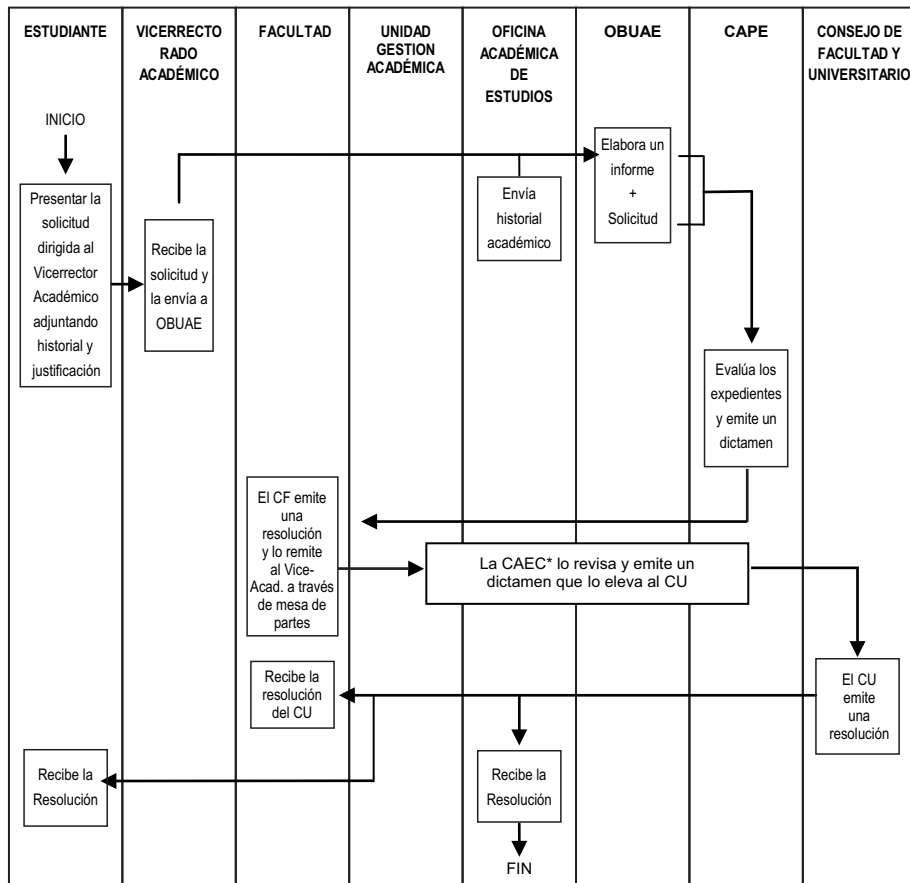 ESTUDIANTE
VICERRECTO
RADO
ACADÉMICO
FACULTAD
UNIDAD
GESTION
ACADÉMICA
OFICINA
ACADÉMICA
DE
ESTUDIOS
OBUAE
CAPE
CONSEJO DE
FACULTAD Y
UNIVERSITARIO
INICIO
Presentar la
solicitud
dirigida al
Vicerrector
Académico
adjuntando
historial y
justificación
Recibe la
solicitud y
la envía a
OBUAE
Envía
historial
académico
Elabora un
informe
+
Solicitud
Evalúa los
expedientes
y emite un
dictamen
El CF emite
una
resolución
y lo remite
al Vice-
Acad. a través
de mesa de
partes
La CAEC* lo revisa y emite un
dictamen que lo eleva al CU
El CU
emite
una
resolución
Recibe la
resolución
del CU
Recibe la
Resolución
Recibe la
Resolución
FIN